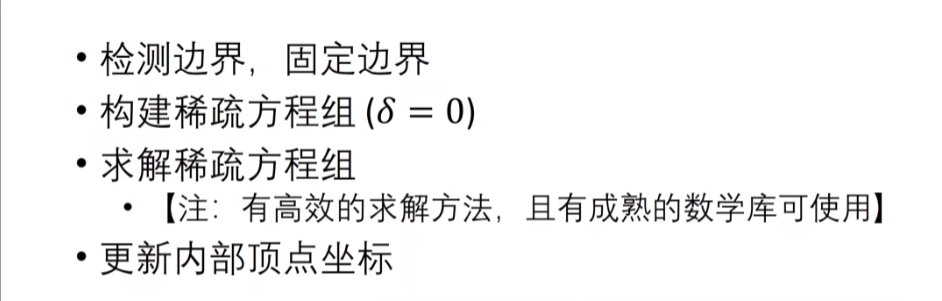 • 检测边界，固定边界
• 构建稀疏方程组 (δ = 0)
• 求解稀疏方程组
• 【注：有高效的求解方法，且有成熟的数学库可使用】
• 更新内部顶点坐标